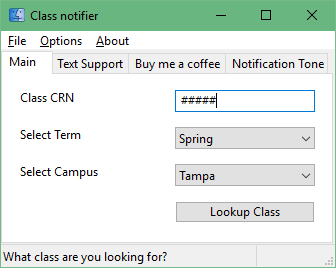 Class notifier
File Options About
Main Text Support Buy me a coffee Notification Tone
Class CRN #####
Select Term Spring
Select Campus Tampa
Lookup Class
What class are you looking for?